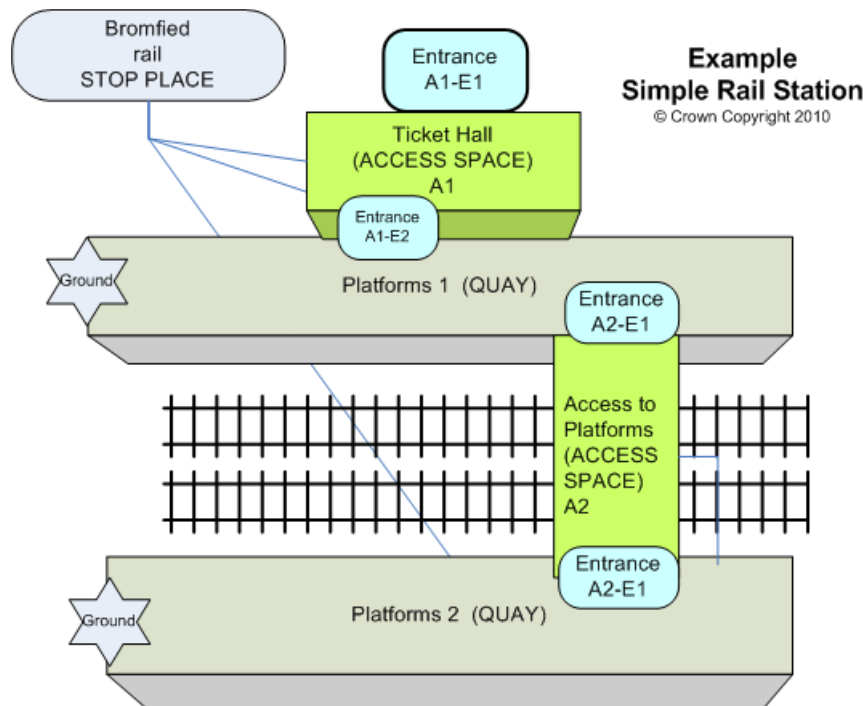 Bromfied
rail
STOP PLACE
Entrance
A1-E1
Example
Simple Rail Station
© Crown Copyright 2010
Ticket Hall
(ACCESS SPACE)
A1
Entrance
A1-E2
Ground
Platforms 1 (QUAY)
Entrance
A2-E1
Access to
Platforms
(ACCESS
SPACE)
A2
Entrance
A2-E1
Ground
Platforms 2 (QUAY)